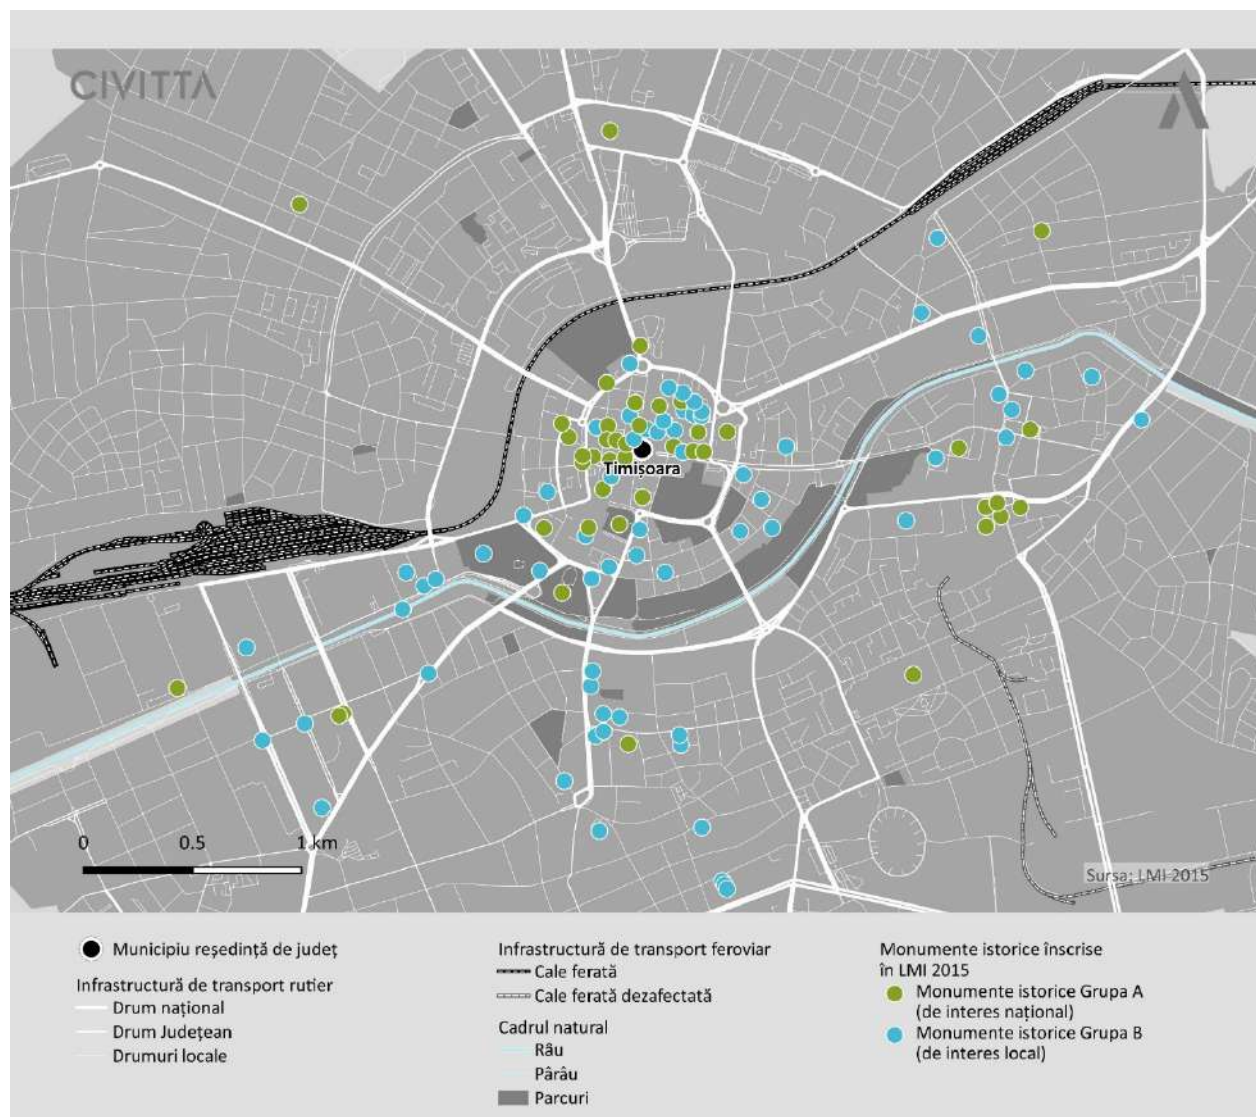 CIVITTA
Timișoara
0 0.5 1 km
Sursa: LMI 2015
Municipiu reședință de județ
Infrastructură de transport rutier
Drum național
Drum Județean
Drumuri locale
Infrastructură de transport feroviar
Cale ferată
Cale ferată dezafectată
Cadrul natural
Râu
Pârâu
Parcuri
Monumente istorice înscrise
în LMI 2015
Monumente istorice Grupa A
(de interes național)
Monumente istorice Grupa B
(de interes local)